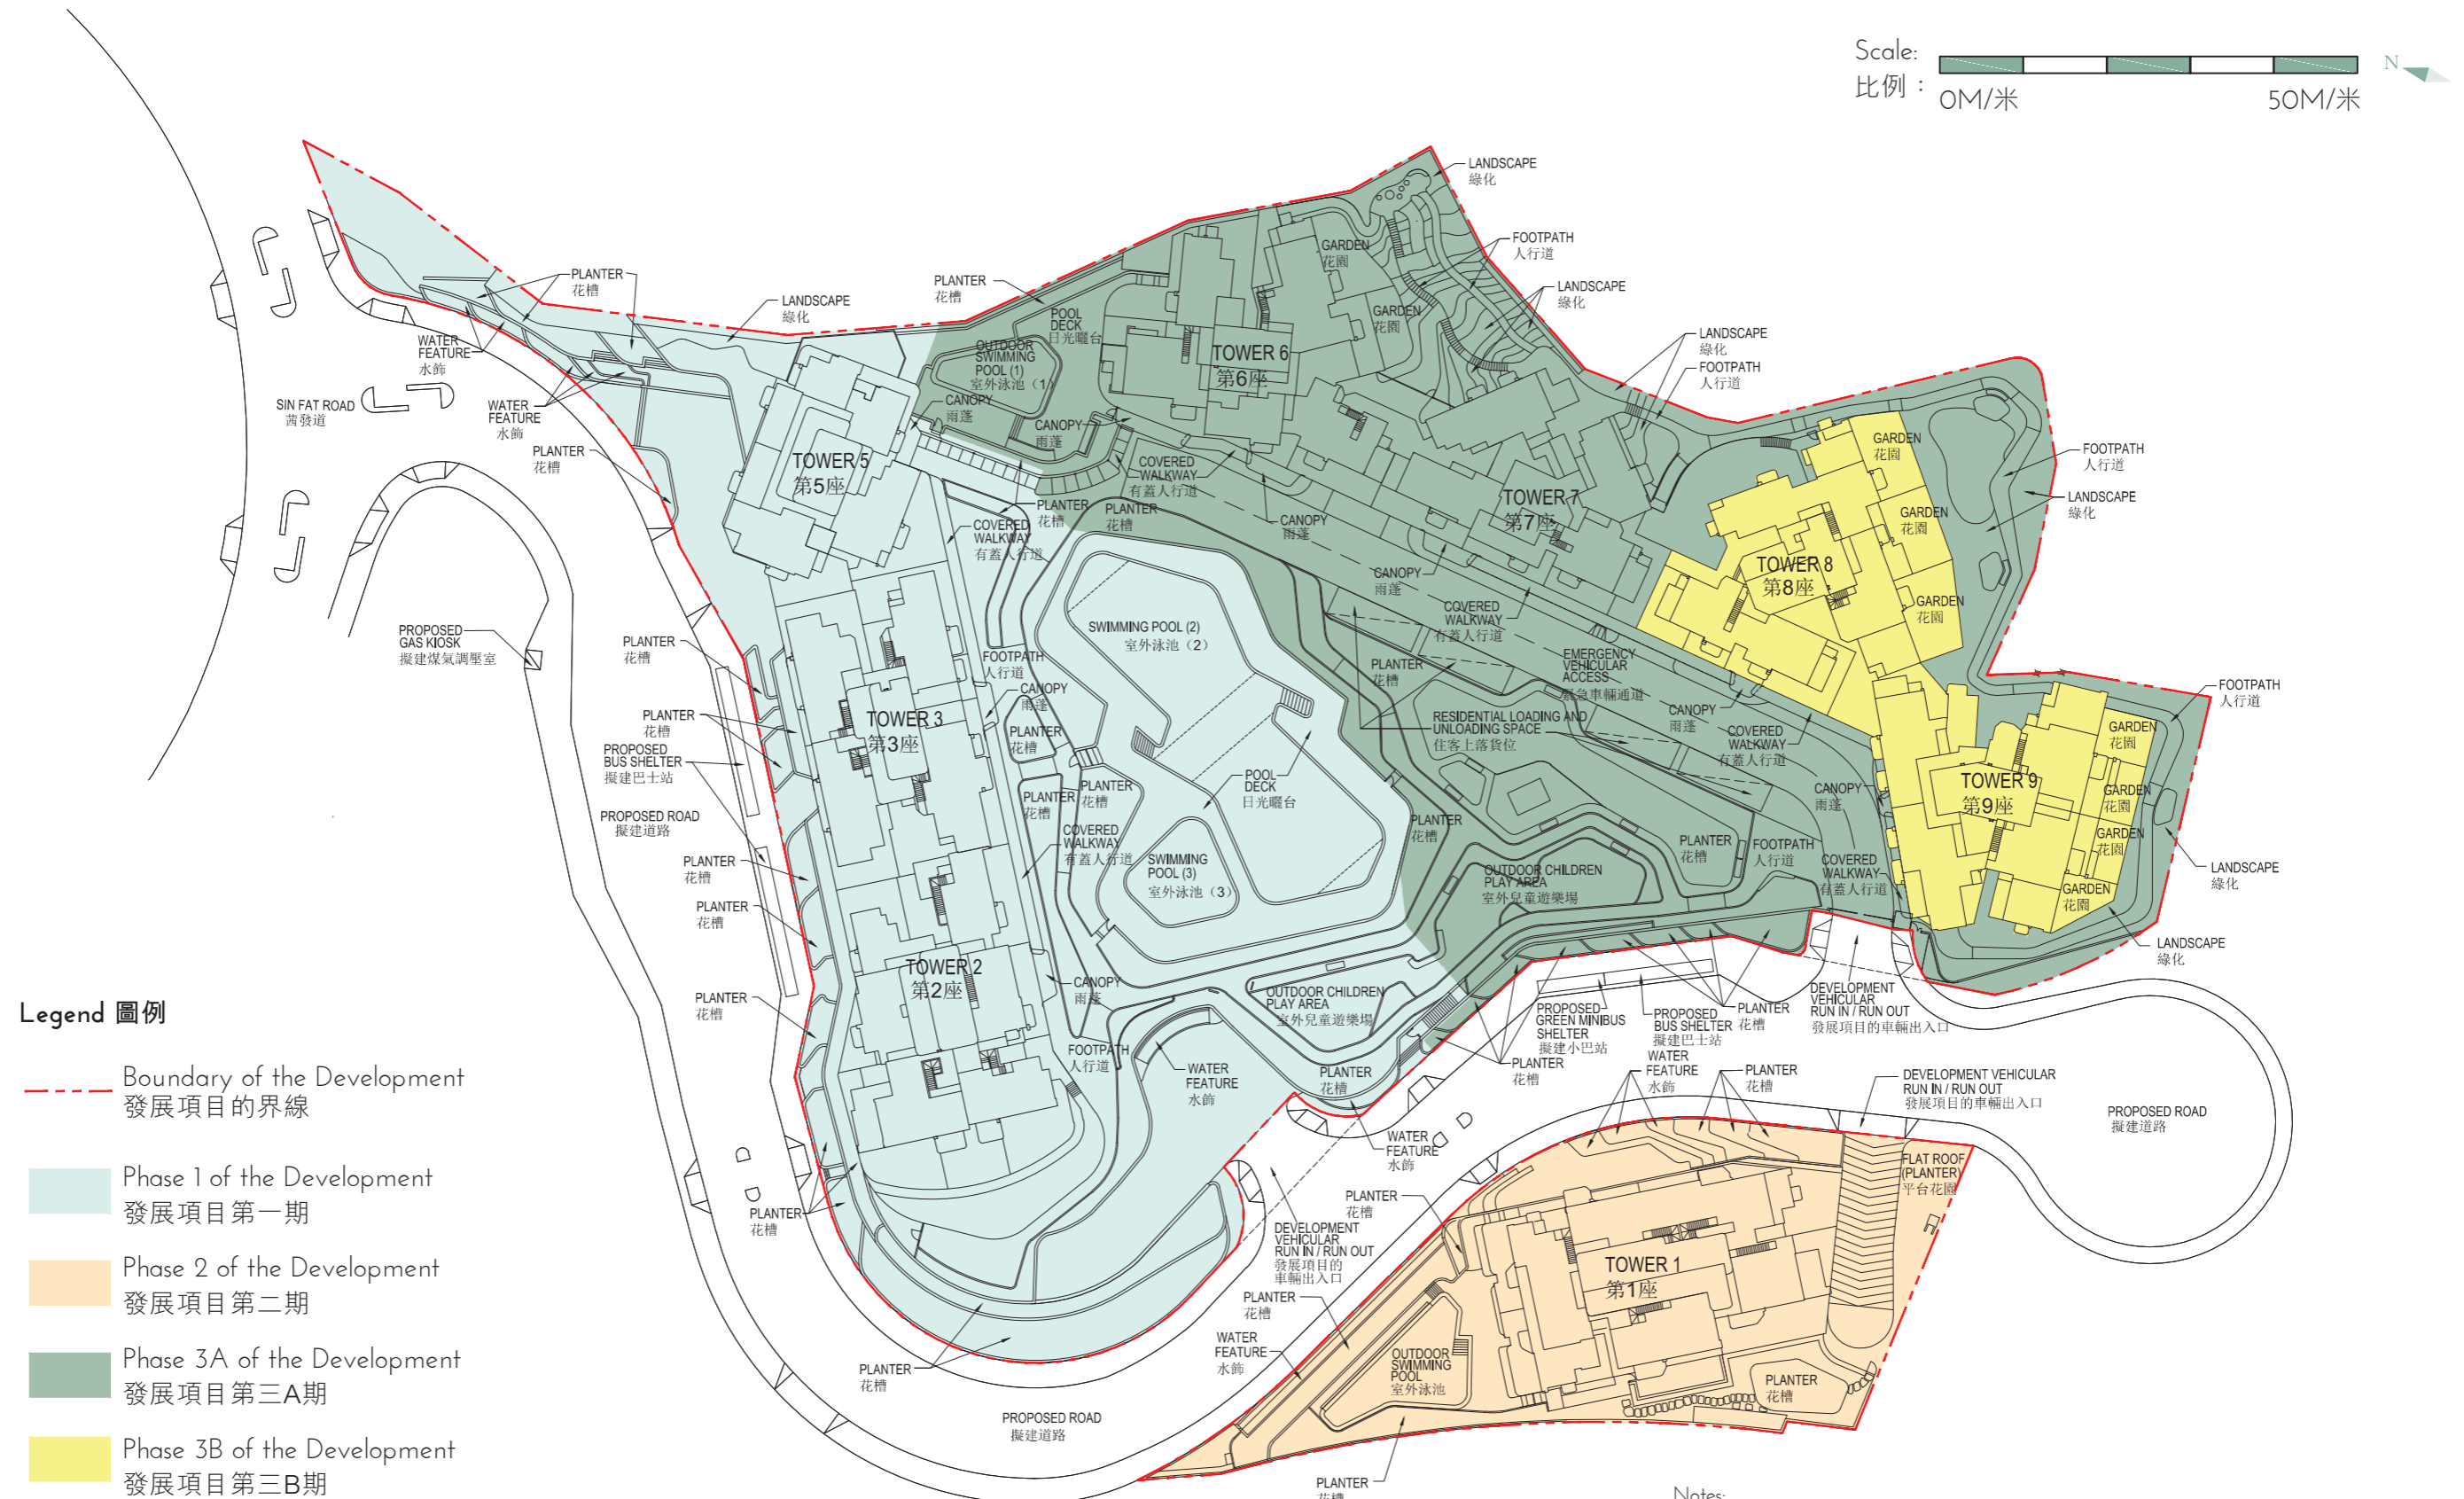 Scale:
比例：
0M/米
50M/米
N
LANDSCAPE
綠化
FOOTPATH
人行道
GARDEN
花園
PLANTER
花槽
LANDSCAPE
綠化
PLANTER
花槽
LANDSCAPE
綠化
GARDEN
花園
POOL
DECK
日光曬台
WATER
FEATURE
水飾
OUTDOOR
SWIMMING
POOL (1)
室外泳池（1）
TOWER 6
第6座
LANDSCAPE
綠化
FOOTPATH
人行道
SIN FAT ROAD
茜發道
WATER
FEATURE
水飾
CANOPY
雨蓬
CANOPY
雨蓬
PLANTER
花槽
TOWER 5
第5座
COVERED
WALKWAY
有蓋人行道
GARDEN
花園
FOOTPATH
人行道
TOWER 7
第7座
LANDSCAPE
綠化
PLANTER
花槽
PLANTER
花槽
COVERED
WALKWAY
有蓋人行道
CANOPY
雨蓬
GARDEN
花園
CANOPY
雨蓬
TOWER 8
第8座
GARDEN
花園
COVERED
WALKWAY
有蓋人行道
PROPOSED
GAS KIOSK
擬建煤氣調壓室
PLANTER
花槽
SWIMMING POOL (2)
室外泳池（2）
FOOTPATH
人行道
CANOPY
雨蓬
PLANTER
花槽
EMERGENCY
VEHICULAR
ACCESS
緊急車輛通道
FOOTPATH
人行道
PLANTER
花槽
TOWER 3
第3座
PLANTER
花槽
RESIDENTIAL LOADING AND
UNLOADING SPACE
住客上落貨位
CANOPY
雨蓬
COVERED
WALKWAY
有蓋人行道
GARDEN
花園
PROPOSED
BUS SHELTER
擬建巴士站
POOL
DECK
日光曬台
PLANTER
花槽
PLANTER
花槽
CANOPY
雨蓬
TOWER 9
第9座
GARDEN
花園
PROPOSED ROAD
擬建道路
COVERED
WALKWAY
有蓋人行道
PLANTER
花槽
PLANTER
花槽
FOOTPATH
人行道
GARDEN
花園
PLANTER
花槽
SWIMMING
POOL (3)
室外泳池（3）
OUTDOOR CHILDREN
PLAY AREA
室外兒童遊樂場
COVERED
WALKWAY
有蓋人行道
GARDEN
花園
LANDSCAPE
綠化
PLANTER
花槽
LANDSCAPE
綠化
TOWER 2
第2座
CANOPY
雨蓬
OUTDOOR CHILDREN
PLAY AREA
室外兒童遊樂場
PLANTER
花槽
PROPOSED
GREEN MINIBUS
SHELTER
擬建小巴站
PROPOSED
BUS SHELTER
擬建巴士站
PLANTER
花槽
DEVELOPMENT
VEHICULAR
RUN IN / RUN OUT
發展項目的車輛出入口
FOOTPATH
人行道
WATER
FEATURE
水飾
PLANTER
花槽
PLANTER
花槽
WATER
FEATURE
水飾
PLANTER
花槽
DEVELOPMENT VEHICULAR
RUN IN / RUN OUT
發展項目的車輛出入口
PROPOSED ROAD
擬建道路
WATER
FEATURE
水飾
FLAT ROOF
(PLANTER)
平台花園
PLANTER
花槽
PLANTER
花槽
DEVELOPMENT
VEHICULAR
RUN IN / RUN OUT
發展項目的
車輛出入口
TOWER 1
第1座
PLANTER
花槽
WATER
FEATURE
水飾
OUTDOOR
SWIMMING
POOL
室外泳池
PLANTER
花槽
PLANTER
花槽
PROPOSED ROAD
擬建道路
PLANTER
花槽
Notes:
Legend 圖例
Boundary of the Development
發展項目的界線
Phase 1 of the Development
發展項目第一期
Phase 2 of the Development
發展項目第二期
Phase 3A of the Development
發展項目第三A期
Phase 3B of the Development
發展項目第三B期